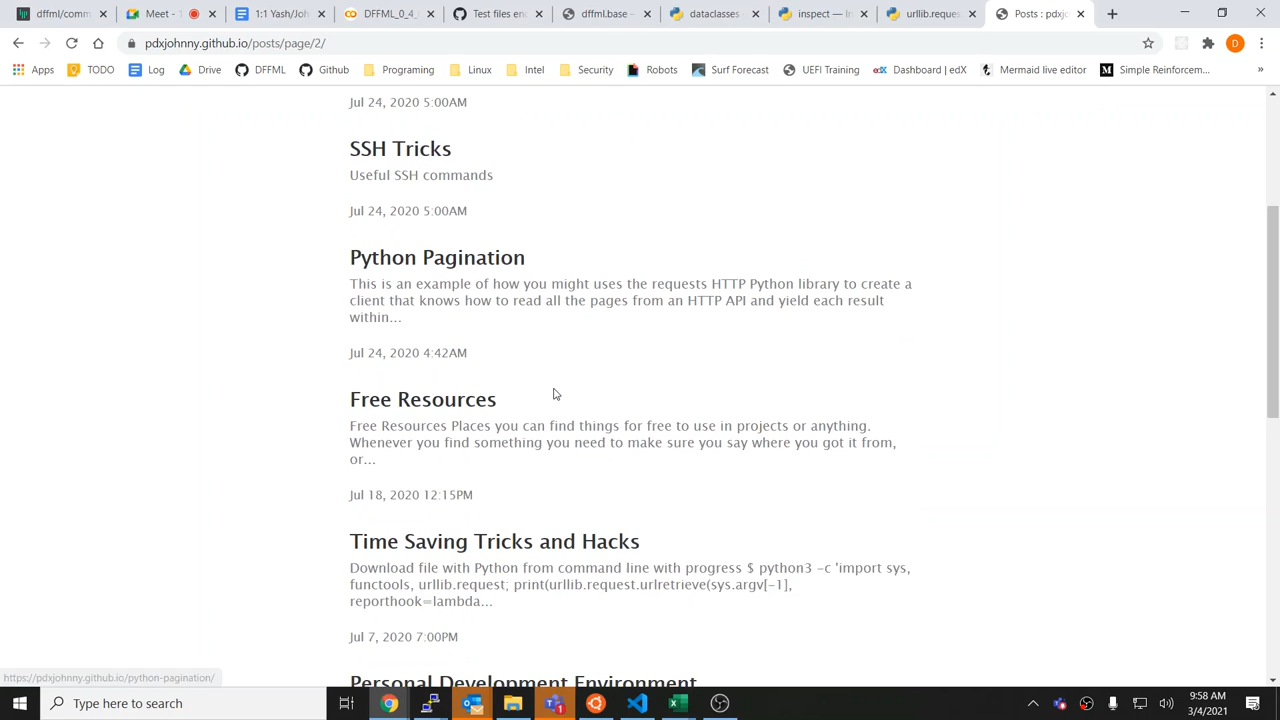 dffml/comm
Meet -
1:1 Yash/Joh
DFFML_0_4_
Test files enc
dffml.base –
dataclasses
inspect — In
urllib.reques
Posts : pdxjo
pdxjohnny.github.io/posts/page/2/
D
Apps
TODO
Log
Drive
DFFML
Github
Programing
Linux
Intel
Security
Robots
Surf Forecast
UEFI Training
Dashboard | edX
Mermaid live editor
Simple Reinforcem...
Jul 24, 2020 5:00AM
SSH Tricks
Useful SSH commands
Jul 24, 2020 5:00AM
Python Pagination
This is an example of how you might uses the requests HTTP Python library to create a
client that knows how to read all the pages from an HTTP API and yield each result
within...
Jul 24, 2020 4:42AM
Free Resources
Free Resources Places you can find things for free to use in projects or anything.
Whenever you find something you need to make sure you say where you got it from,
or...
Jul 18, 2020 12:15PM
Time Saving Tricks and Hacks
Download file with Python from command line with progress $ python3 -c 'import sys,
functools, urllib.request; print(urllib.request.urlretrieve(sys.argv[-1],
reporthook=lambda...
Jul 7, 2020 7:00PM
Personal Development Environment
https://pdxjohnny.github.io/python-pagination/
Type here to search
9:58 AM
3/4/2021